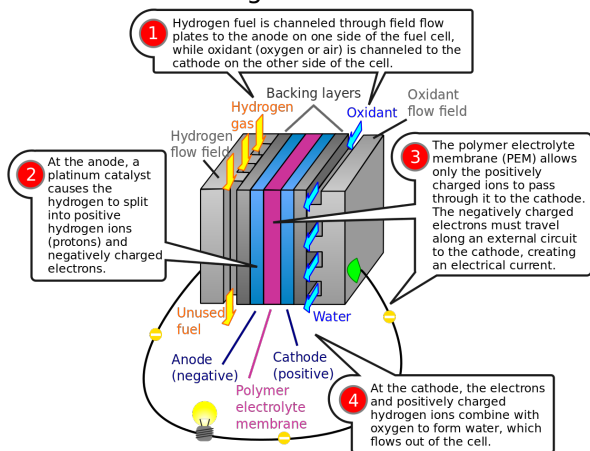 1
Hydrogen fuel is channeled through field flow
plates to the anode on one side of the fuel cell,
while oxidant (oxygen or air) is channeled to the
cathode on the other side of the cell.
Backing layers
Oxidant
flow field
Hydrogen
gas
Oxidant
Hydrogen
flow field
2
At the anode, a
platinum catalyst
causes the
hydrogen to split
into positive
hydrogen ions
(protons) and
negatively charged
electrons.
3
The polymer electrolyte
membrane (PEM) allows
only the positively
charged ions to pass
through it to the cathode.
The negatively charged
electrons must travel
along an external circuit
to the cathode, creating
an electrical current.
Unused
fuel
Water
Anode
(negative)
Cathode
(positive)
Polymer
electrolyte
membrane
4
At the cathode, the electrons
and positively charged
hydrogen ions combine with
oxygen to form water, which
flows out of the cell.